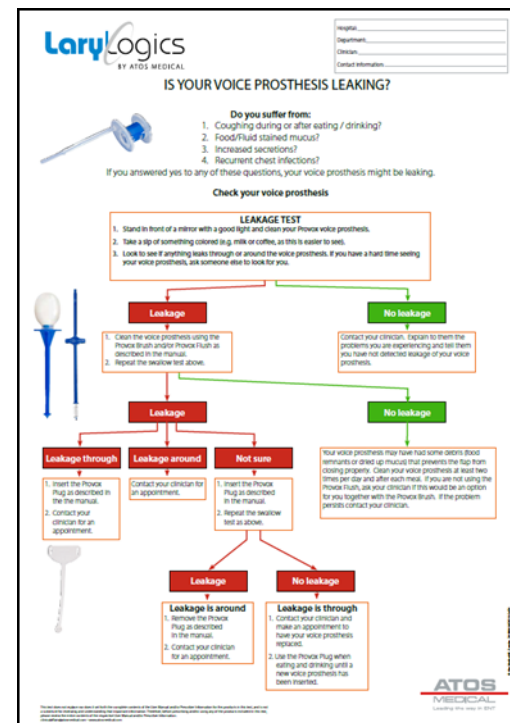 LaryLogics
BY ATOS MEDICAL
Hospital:
Department:
Clinician:
Contact information:
IS YOUR VOICE PROSTHESIS LEAKING?
Do you suffer from:
1. Coughing during or after eating / drinking?
2. Food/Fluid stained mucus?
3. Increased secretions?
4. Recurrent chest infections?
If you answered yes to any of these questions, your voice prosthesis might be leaking.
Check your voice prosthesis
LEAKAGE TEST
1. Stand in front of a mirror with a good light and clean your Provox voice prosthesis.
2. Take a sip of something colored (e.g. milk or coffee, as this is easier to see).
3. Look to see if anything leaks through or around the voice prosthesis. If you have a hard time seeing
your voice prosthesis, ask someone else to look for you.
Leakage
No leakage
1. Clean the voice prosthesis using the
Provox Brush and/or Provox Flush as
described in the manual.
2. Repeat the swallow test above.
Contact your clinician. Explain to them the
problems you are experiencing and tell them
you have not detected leakage of your voice
prosthesis.
Leakage
No leakage
Leakage through
Leakage around
Not sure
1. Insert the Provox
Plug as described in
the the manual.
2. Contact your
clinician for an
appointment.
Contact your clinician for
an appointment.
1. Insert the Provox
Plug as described in
the manual.
2. Repeat the swallow
test as above.
Your voice prosthesis may have had some debris (food
remnants or dried up mucus) that prevents the flap from
closing properly. Clean your voice prosthesis at least two
times per day and after each meal. If you are not using the
Provox Flush, ask your clinician if this would be an option
for you together with the Provox Brush. If the problem
persists contact your clinician.
Leakage
No leakage
Leakage is around
1. Remove the Provox
Plug as described
in the manual.
2. Contact your clinician
for an appointment.
Leakage is through
1. Contact your clinician and
make an appointment to
have your voice prosthesis
replaced.
2. Use the Provox Plug when
eating and drinking until a
new voice prosthesis has
been inserted.
ATOS
MEDICAL
Leading the way in ENT